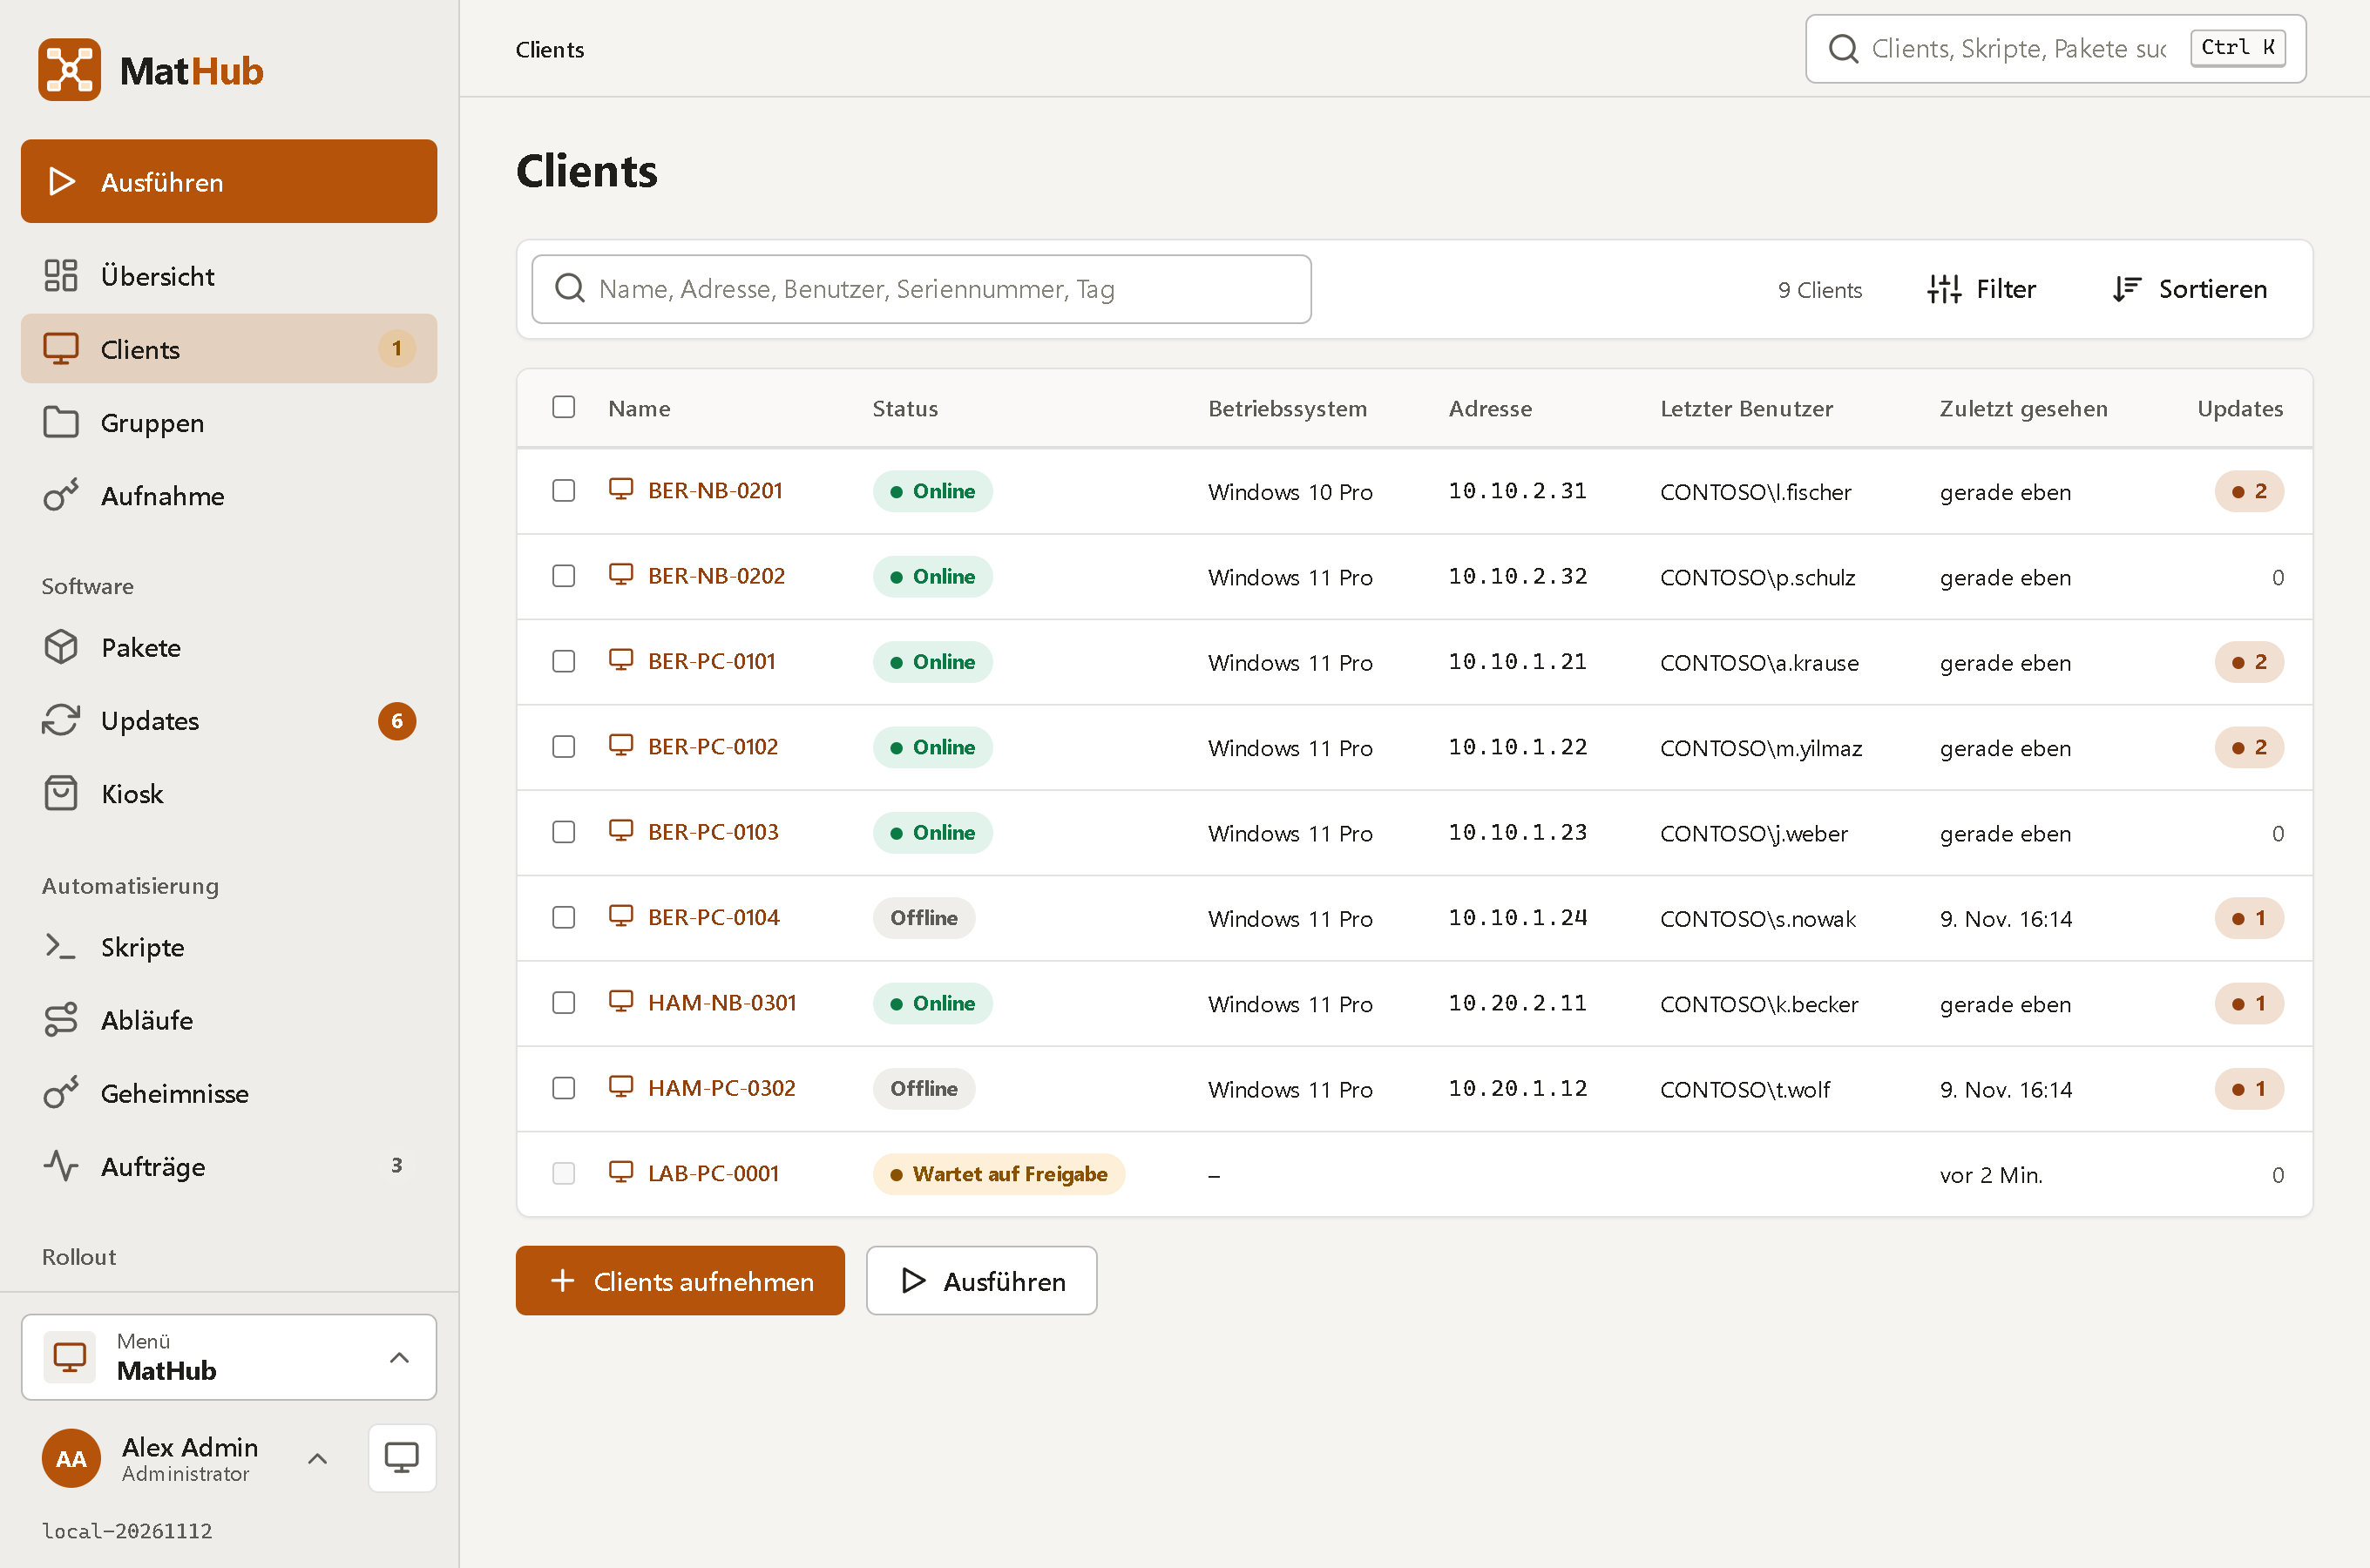 MatHub
Ausführen
Übersicht
Clients 1
Gruppen
Aufnahme
Software
Pakete
Updates 6
Kiosk
Automatisierung
Skripte
Abläufe
Geheimnisse
Aufträge 3
Rollout
Menü
MatHub
AA Alex Admin
Administrator
local-20261112
Clients
Clients, Skripte, Pakete suc Ctrl K
Clients
Name, Adresse, Benutzer, Seriennummer, Tag 9 Clients Filter Sortieren
Name Status Betriebssystem Adresse Letzter Benutzer Zuletzt gesehen Updates
BER-NB-0201 Online Windows 10 Pro 10.10.2.31 CONTOSO\l.fischer gerade eben 2
BER-NB-0202 Online Windows 11 Pro 10.10.2.32 CONTOSO\p.schulz gerade eben 0
BER-PC-0101 Online Windows 11 Pro 10.10.1.21 CONTOSO\a.krause gerade eben 2
BER-PC-0102 Online Windows 11 Pro 10.10.1.22 CONTOSO\m.yilmaz gerade eben 2
BER-PC-0103 Online Windows 11 Pro 10.10.1.23 CONTOSO\j.weber gerade eben 0
BER-PC-0104 Offline Windows 11 Pro 10.10.1.24 CONTOSO\s.nowak 9. Nov. 16:14 1
HAM-NB-0301 Online Windows 11 Pro 10.20.2.11 CONTOSO\k.becker gerade eben 1
HAM-PC-0302 Offline Windows 11 Pro 10.20.1.12 CONTOSO\t.wolf 9. Nov. 16:14 1
LAB-PC-0001 Wartet auf Freigabe – vor 2 Min. 0
Clients aufnehmen Ausführen